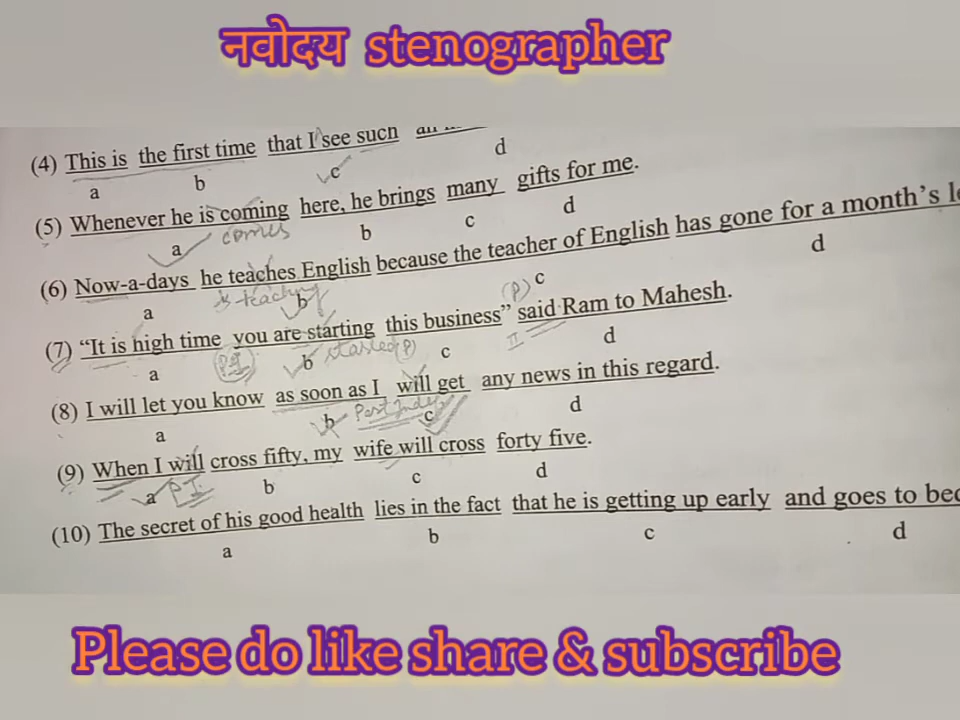 नवोदय stenographer
(4) This is the first time that I see such
a b c d
(5) Whenever he is coming here, he brings many gifts for me.
a comes b c d
(6) Now-a-days he teaches English because the teacher of English has gone for a month's
is teaching
a b c d
(P)
(7) "It is high time you are starting this business" said Ram to Mahesh.
a P.I b started (P) c II d
(8) I will let you know as soon as I will get any news in this regard.
a b c d
(9) When I will cross fifty, my wife will cross forty five.
a P.I. b c d
(10) The secret of his good health lies in the fact that he is getting up early and goes to
a b c d
Please do like share & subscribe